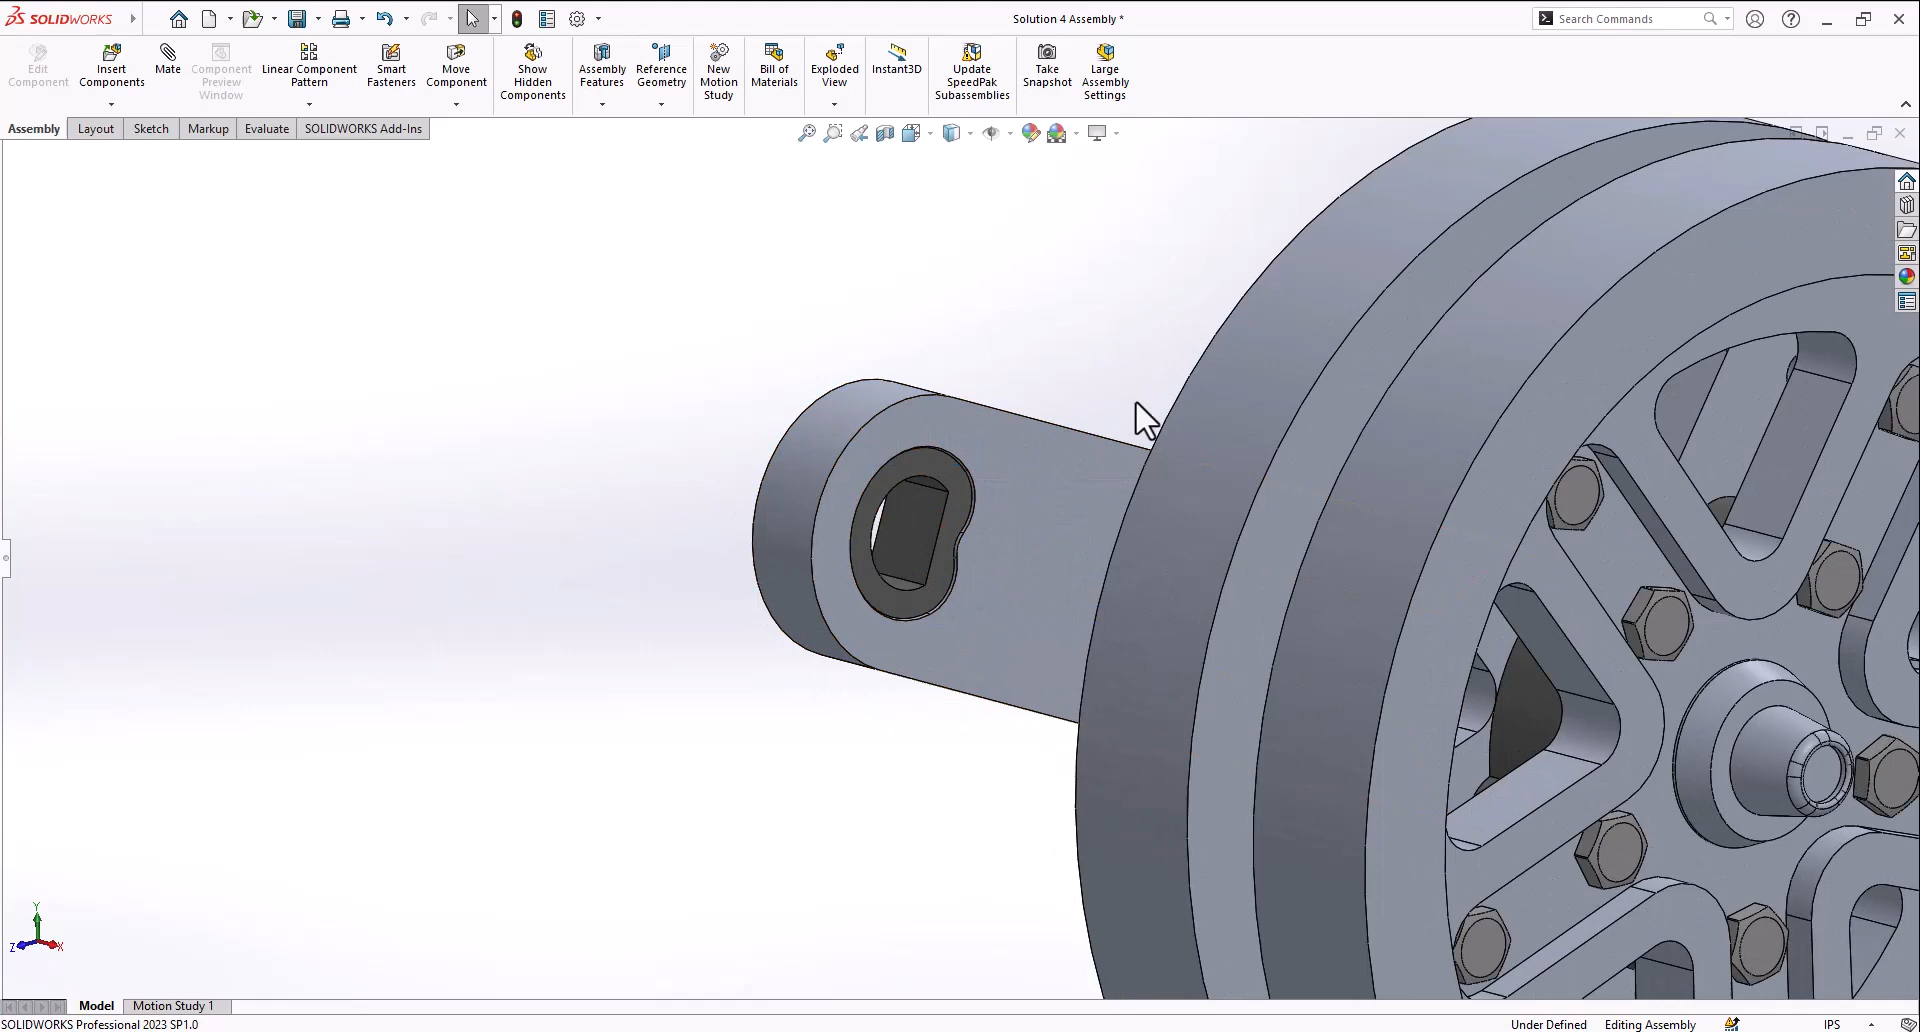 SOLIDWORKS
Solution 4 Assembly *
Search Commands
Edit Component
Insert Components
Mate
Component Preview Window
Linear Component Pattern
Smart Fasteners
Move Component
Show Hidden Components
Assembly Features
Reference Geometry
New Motion Study
Bill of Materials
Exploded View
Instant3D
Update SpeedPak Subassemblies
Take Snapshot
Large Assembly Settings
Assembly
Layout
Sketch
Markup
Evaluate
SOLIDWORKS Add-Ins
Y
Z
X
Model
Motion Study 1
SOLIDWORKS Professional 2023 SP1.0
Under Defined
Editing Assembly
IPS